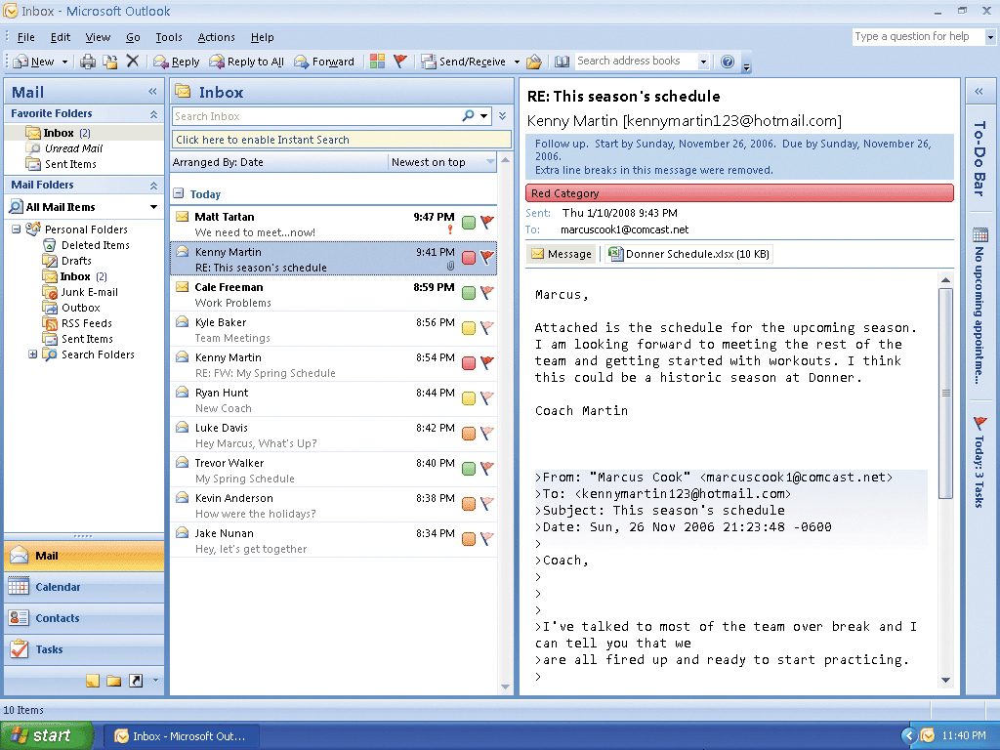 Inbox - Microsoft Outlook
File Edit View Go Tools Actions Help
Type a question for help
New Reply Reply to All Forward Send/Receive Search address books
Mail
Favorite Folders
Inbox (2)
Unread Mail
Sent Items
Mail Folders
All Mail Items
Personal Folders
Deleted Items
Drafts
Inbox (2)
Junk E-mail
Outbox
RSS Feeds
Sent Items
Search Folders
Mail
Calendar
Contacts
Tasks
Inbox
Search Inbox
Click here to enable Instant Search
Arranged By: Date Newest on top
Today
Matt Tartan 9:47 PM
We need to meet...now!
Kenny Martin 9:41 PM
RE: This season's schedule
Cale Freeman 8:59 PM
Work Problems
Kyle Baker 8:56 PM
Team Meetings
Kenny Martin 8:54 PM
RE: FW: My Spring Schedule
Ryan Hunt 8:44 PM
New Coach
Luke Davis 8:42 PM
Hey Marcus, What's Up?
Trevor Walker 8:40 PM
My Spring Schedule
Kevin Anderson 8:38 PM
How were the holidays?
Jake Nunan 8:34 PM
Hey, let's get together
RE: This season's schedule
Kenny Martin [kennymartin123@hotmail.com]
Follow up. Start by Sunday, November 26, 2006. Due by Sunday, November 26,
2006.
Extra line breaks in this message were removed.
Red Category
Sent: Thu 1/10/2008 9:43 PM
To: marcuscook1@comcast.net
Message Donner Schedule.xlsx (10 KB)
Marcus,
Attached is the schedule for the upcoming season.
I am looking forward to meeting the rest of the
team and getting started with workouts. I think
this could be a historic season at Donner.
Coach Martin
>From: "Marcus Cook" <marcuscook1@comcast.net>
>To: <kennymartin123@hotmail.com>
>Subject: This season's schedule
>Date: Sun, 26 Nov 2006 21:23:48 -0600
>
>Coach,
>
>
>
>I've talked to most of the team over break and I
can tell you that we
>are all fired up and ready to start practicing.
>
To-Do Bar
No upcoming appointme...
Today: 3 Tasks
10 Items
start Inbox - Microsoft Out... 11:40 PM